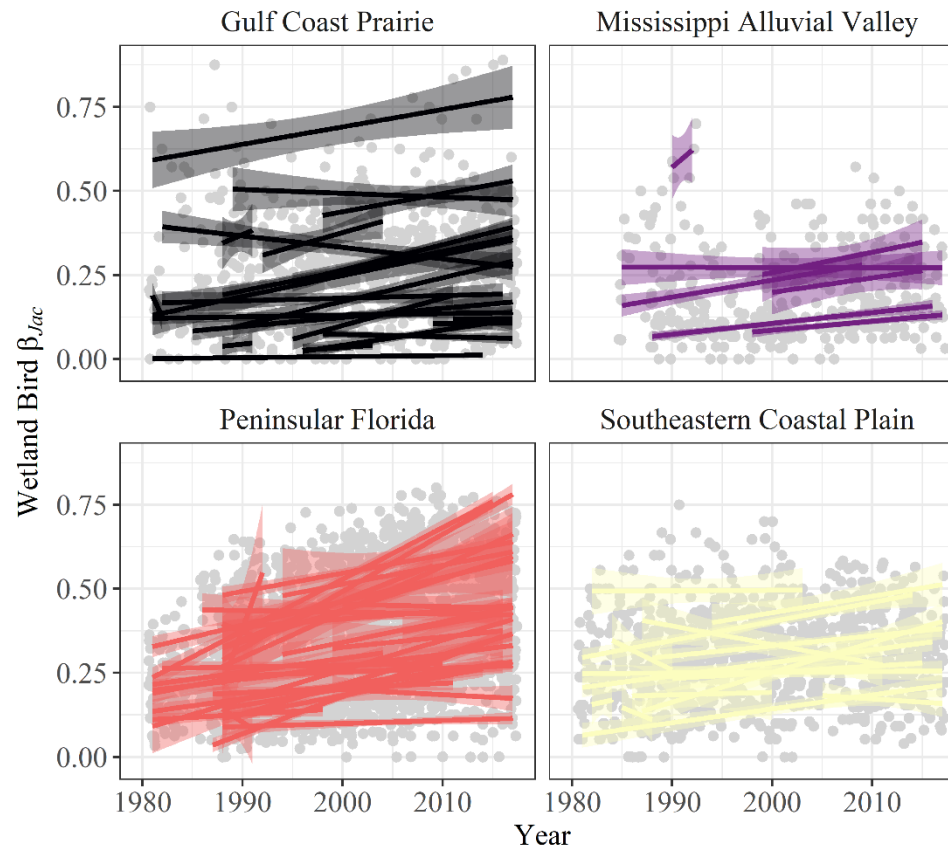 Gulf Coast Prairie
Mississippi Alluvial Valley
0.75
0.50
0.25
0.00
Peninsular Florida
Southeastern Coastal Plain
0.75
0.50
0.25
0.00
1980 1990 2000 2010
1980 1990 2000 2010
Year
Wetland Bird βJac